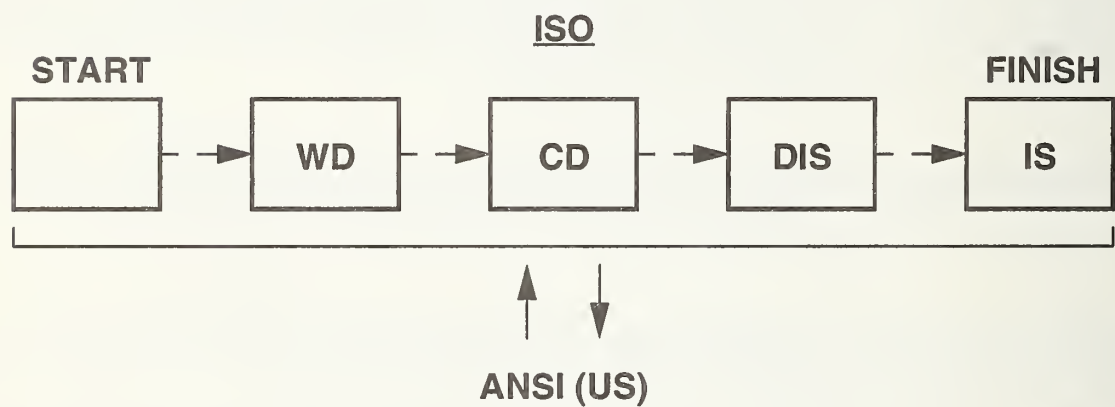 ISO
START FINISH
WD CD DIS IS
ANSI (US)